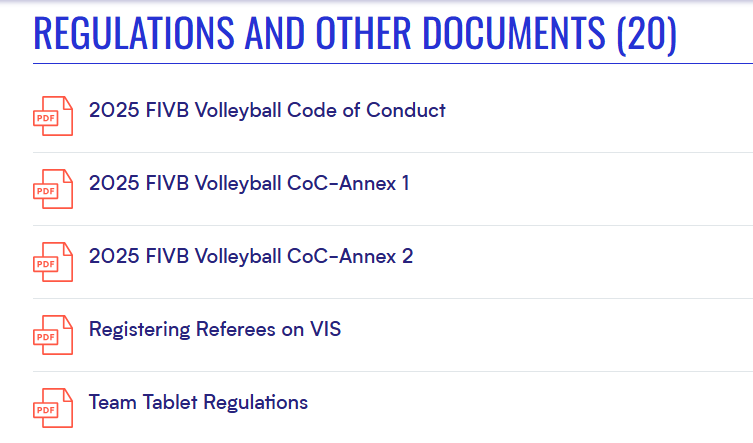 REGULATIONS AND OTHER DOCUMENTS (20)
PDF 2025 FIVB Volleyball Code of Conduct
PDF 2025 FIVB Volleyball CoC-Annex 1
PDF 2025 FIVB Volleyball CoC-Annex 2
PDF Registering Referees on VIS
PDF Team Tablet Regulations